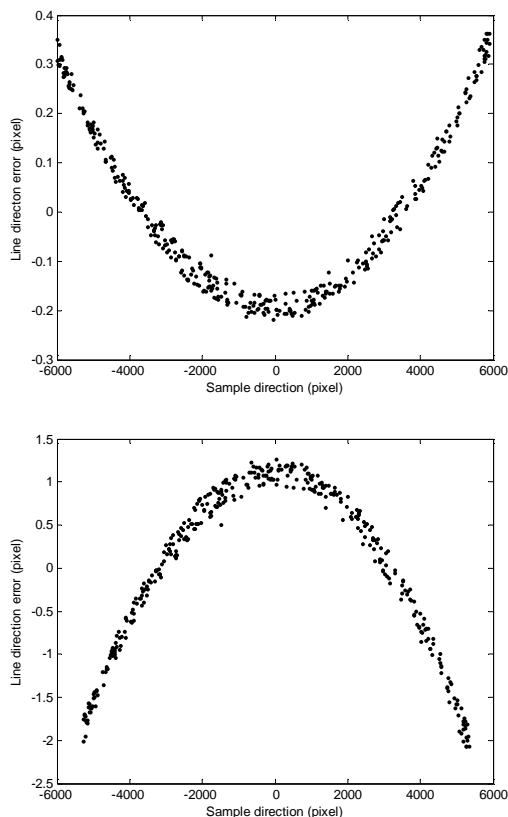 0.4
0.3
0.2
0.1
0
-0.1
-0.2
-0.3
Line directon error (pixel)
-6000 -4000 -2000 0 2000 4000 6000
Sample direction (pixel)
1.5
1
0.5
0
-0.5
-1
-1.5
-2
-2.5
Line direction error (pixel)
-6000 -4000 -2000 0 2000 4000 6000
Sample direction (pixel)